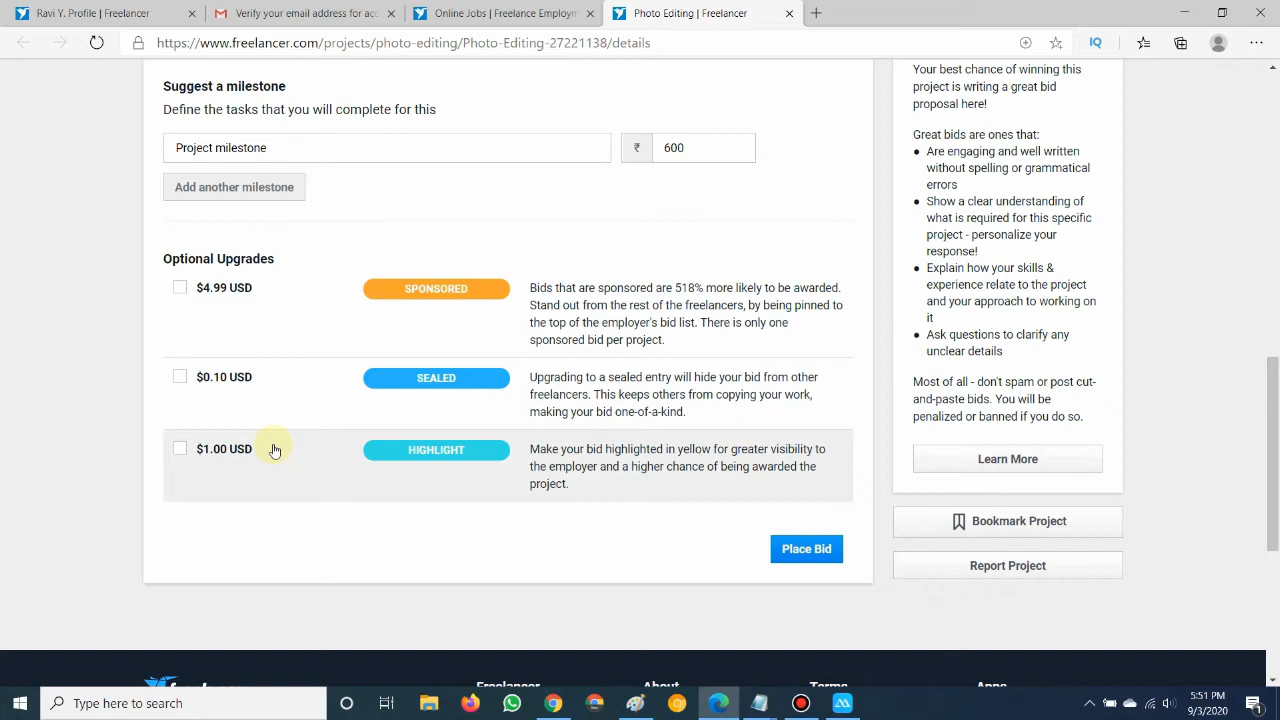 Ravi Y. Profile | Freelancer
Verify your email address for acc
Online Jobs | Freelance Employm
Photo Editing | Freelancer
https://www.freelancer.com/projects/photo-editing/Photo-Editing-27221138/details
IQ
Suggest a milestone
Define the tasks that you will complete for this
Project milestone
₹ 600
Add another milestone
Optional Upgrades
$4.99 USD
SPONSORED
Bids that are sponsored are 518% more likely to be awarded.
Stand out from the rest of the freelancers, by being pinned to
the top of the employer's bid list. There is only one
sponsored bid per project.
$0.10 USD
SEALED
Upgrading to a sealed entry will hide your bid from other
freelancers. This keeps others from copying your work,
making your bid one-of-a-kind.
$1.00 USD
HIGHLIGHT
Make your bid highlighted in yellow for greater visibility to
the employer and a higher chance of being awarded the
project.
Place Bid
Your best chance of winning this
project is writing a great bid
proposal here!
Great bids are ones that:
● Are engaging and well written
without spelling or grammatical
errors
● Show a clear understanding of
what is required for this specific
project - personalize your
response!
● Explain how your skills &
experience relate to the project
and your approach to working on
it
● Ask questions to clarify any
unclear details
Most of all - don't spam or post cut-
and-paste bids. You will be
penalized or banned if you do so.
Learn More
Bookmark Project
Report Project
Freelancer
About
Terms
Apps
Type here to search
5:51 PM
9/3/2020